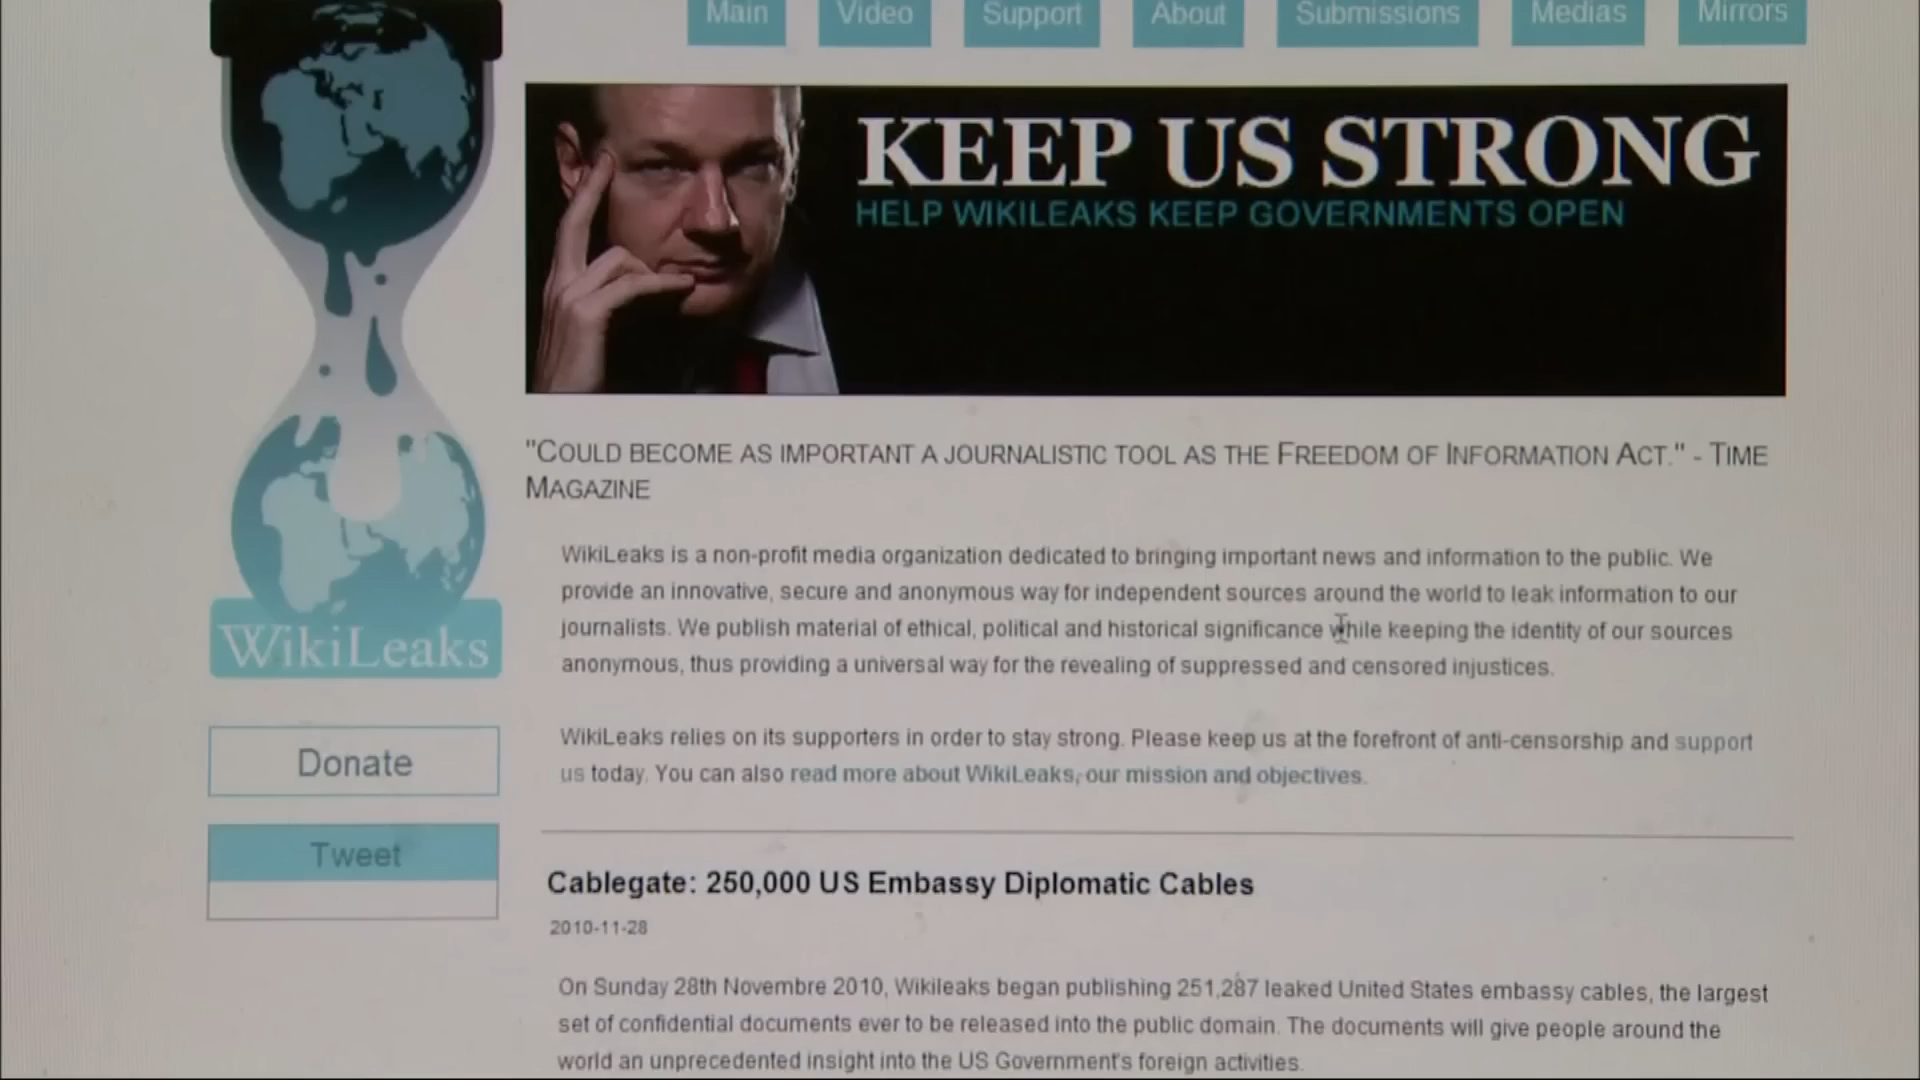 Main Video Support About Submissions Medias Mirrors
KEEP US STRONG
HELP WIKILEAKS KEEP GOVERNMENTS OPEN
"COULD BECOME AS IMPORTANT A JOURNALISTIC TOOL AS THE FREEDOM OF INFORMATION ACT." - TIME
MAGAZINE
WikiLeaks is a non-profit media organization dedicated to bringing important news and information to the public. We
provide an innovative, secure and anonymous way for independent sources around the world to leak information to our
journalists. We publish material of ethical, political and historical significance while keeping the identity of our sources
anonymous, thus providing a universal way for the revealing of suppressed and censored injustices.
WikiLeaks
WikiLeaks relies on its supporters in order to stay strong. Please keep us at the forefront of anti-censorship and support
us today. You can also read more about WikiLeaks, our mission and objectives.
Donate
Tweet
Cablegate: 250,000 US Embassy Diplomatic Cables
2010-11-28
On Sunday 28th Novembre 2010, Wikileaks began publishing 251,287 leaked United States embassy cables, the largest
set of confidential documents ever to be released into the public domain. The documents will give people around the
world an unprecedented insight into the US Government's foreign activities.